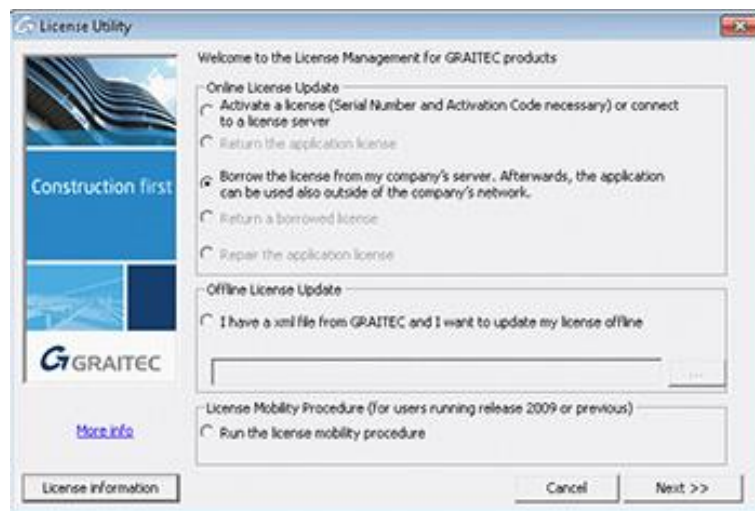 License Utility
Welcome to the License Management for GRAITEC products
Online License Update
Activate a license (Serial Number and Activation Code necessary) or connect
to a license server
Return the application license
Borrow the license from my company's server. Afterwards, the application
can be used also outside of the company's network.
Return a borrowed license
Repair the application license
Construction first
Offline License Update
I have a xml file from GRAITEC and I want to update my license offline
...
GRAITEC
License Mobility Procedure (for users running release 2009 or previous)
Run the license mobility procedure
More info
License information
Cancel
Next >>